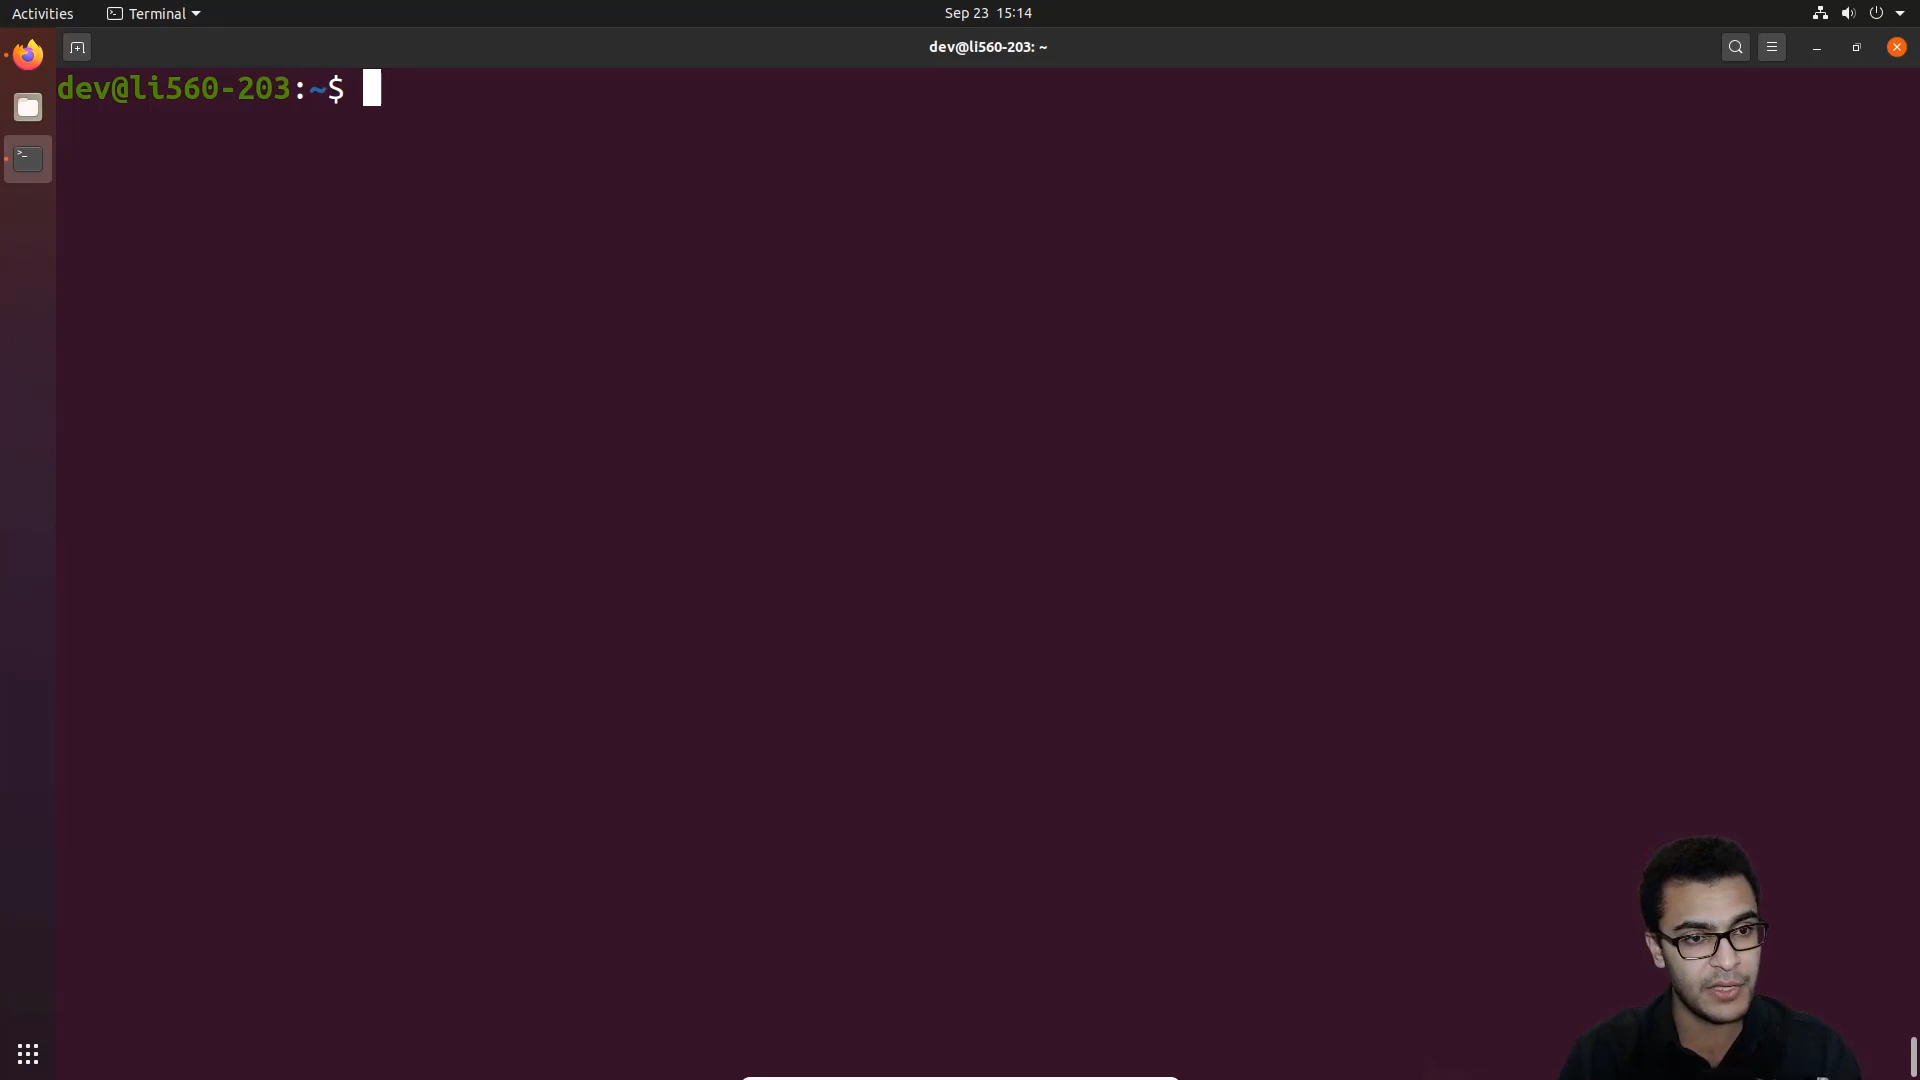 Activities
Terminal
Sep 23 15:14
dev@li560-203: ~
dev@li560-203:~$